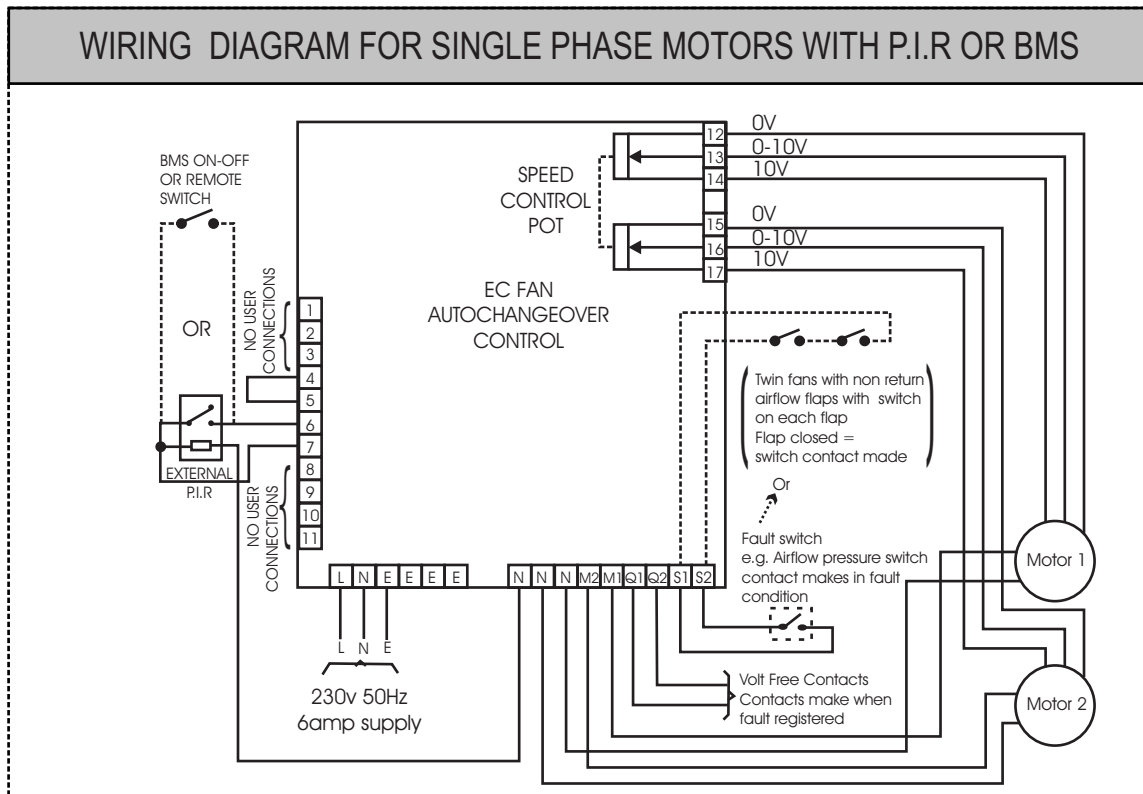 WIRING DIAGRAM FOR SINGLE PHASE MOTORS WITH P.I.R OR BMS
BMS ON-OFF
OR REMOTE
SWITCH
OR
EXTERNAL
P.I.R
NO USER
CONNECTIONS
NO USER
CONNECTIONS
1
2
3
4
5
6
7
8
9
10
11
SPEED
CONTROL
POT
EC FAN
AUTOCHANGEOVER
CONTROL
12
13
14
15
16
17
0V
0-10V
10V
0V
0-10V
10V
Twin fans with non return
airflow flaps with switch
on each flap
Flap closed =
switch contact made
Or
Fault switch
e.g. Airflow pressure switch
contact makes in fault
condition
Motor 1
Motor 2
L N E E E E
N N N M2 M1 Q1 Q2 S1 S2
L N E
230v 50Hz
6amp supply
Volt Free Contacts
Contacts make when
fault registered